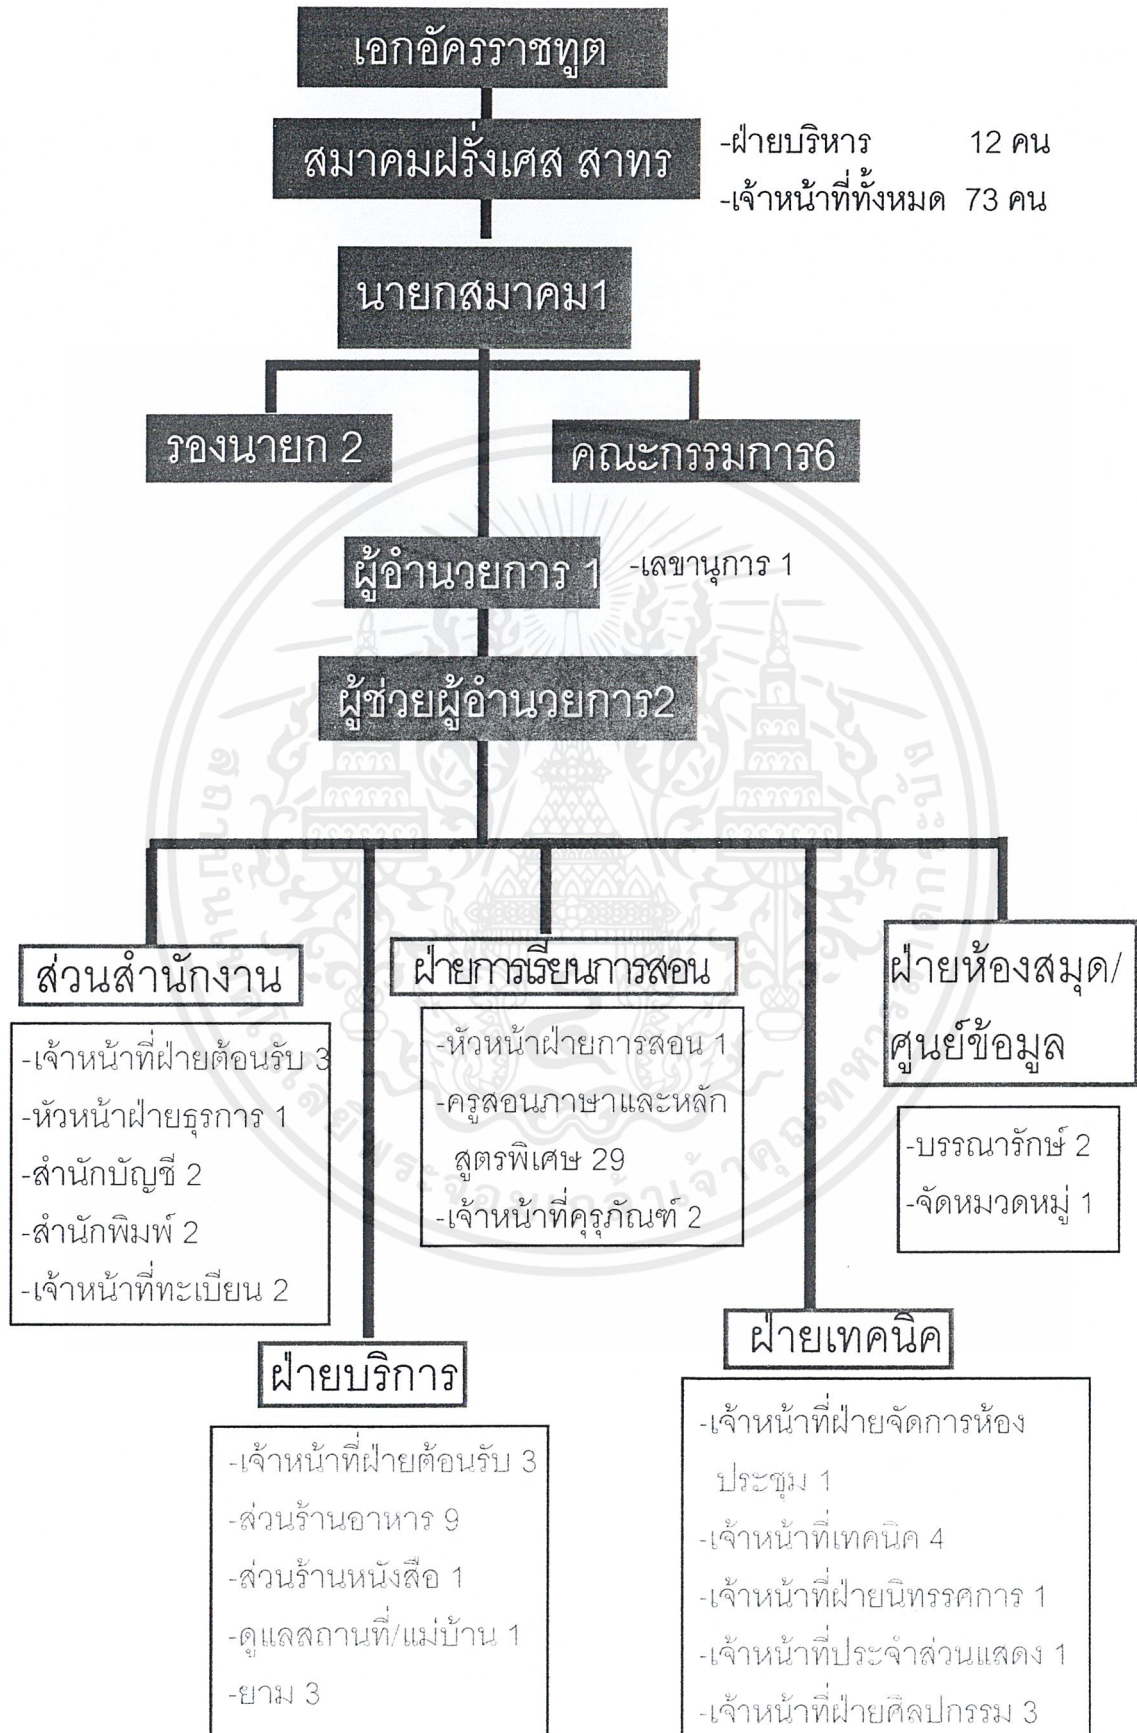 เอกอัครราชทูต
สมาคมฝรั่งเศส สาทร
-ฝ่ายบริหาร 12 คน
-เจ้าหน้าที่ทั้งหมด 73 คน
นายกสมาคม1
รองนายก 2
คณะกรรมการ6
ผู้อำนวยการ 1
-เลขานุการ 1
ผู้ช่วยผู้อำนวยการ2
ส่วนสำนักงาน
-เจ้าหน้าที่ฝ่ายต้อนรับ 3
-หัวหน้าฝ่ายธุรการ 1
-สำนักบัญชี 2
-สำนักพิมพ์ 2
-เจ้าหน้าที่ทะเบียน 2
ฝ่ายบริการ
-เจ้าหน้าที่ฝ่ายต้อนรับ 3
-ส่วนร้านอาหาร 9
-ส่วนร้านหนังสือ 1
-ดูแลสถานที่/แม่บ้าน 1
-ยาม 3
ฝ่ายการเรียนการสอน
-หัวหน้าฝ่ายการสอน 1
-ครูสอนภาษาและหลัก
สูตรพิเศษ 29
-เจ้าหน้าที่คุรุภัณฑ์ 2
ฝ่ายเทคนิค
-เจ้าหน้าที่ฝ่ายจัดการห้อง
ประชุม 1
-เจ้าหน้าที่เทคนิค 4
-เจ้าหน้าที่ฝ่ายนิทรรศการ 1
-เจ้าหน้าที่ประจำส่วนแสดง 1
-เจ้าหน้าที่ฝ่ายศิลปกรรม 3
ฝ่ายห้องสมุด/
ศูนย์ข้อมูล
-บรรณารักษ์ 2
-จัดหมวดหมู่ 1